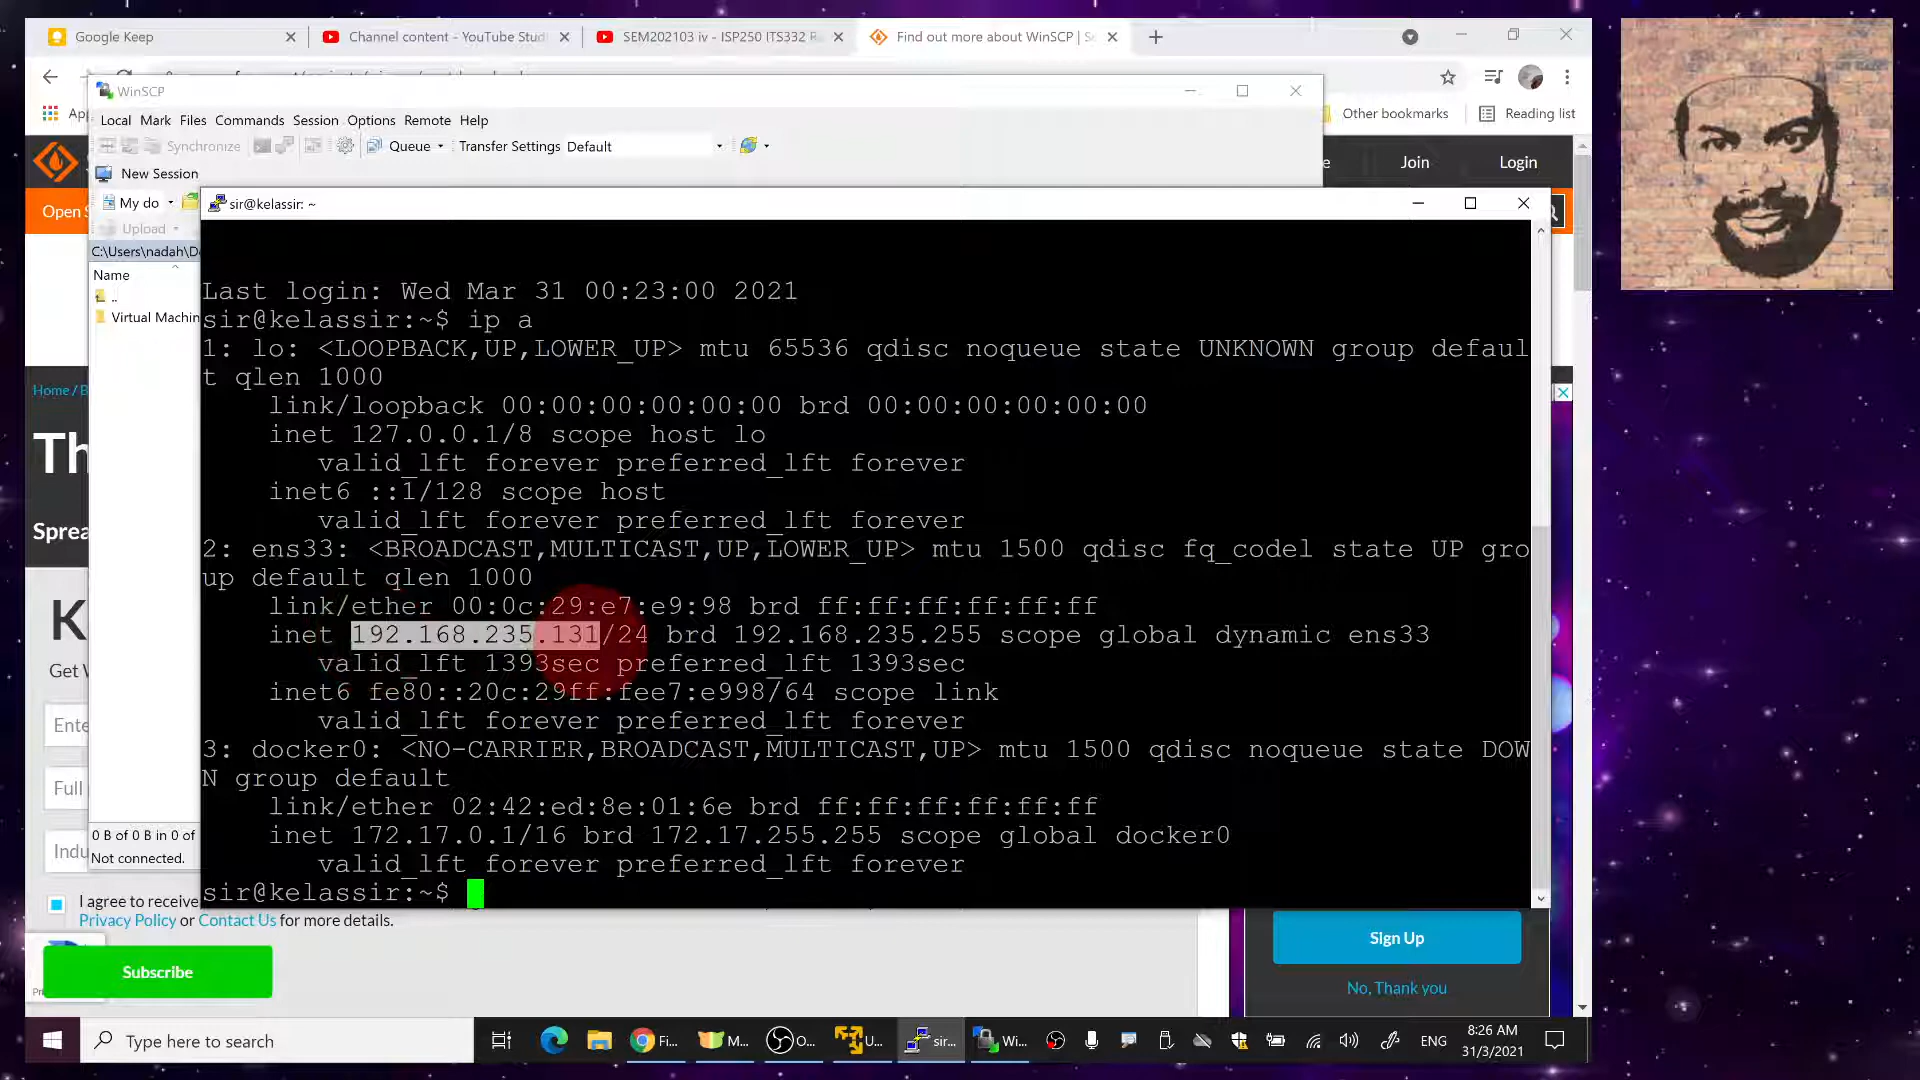 Google Keep
Channel content - YouTube Stud
SEM202103 iv - ISP250 (TS332 R
Find out more about WinSCP | S
WinSCP
Other bookmarks
Reading list
Local Mark Files Commands Session Options Remote Help
Synchronize
Queue
Transfer Settings Default
Join
Login
New Session
My do
Open
Upload
C:\Users\nadah\D
Name
..
Virtual Machin
sir@kelassir: ~
Last login: Wed Mar 31 00:23:00 2021
sir@kelassir:~$ ip a
1: lo: <LOOPBACK,UP,LOWER_UP> mtu 65536 qdisc noqueue state UNKNOWN group defaul
t qlen 1000
link/loopback 00:00:00:00:00:00 brd 00:00:00:00:00:00
inet 127.0.0.1/8 scope host lo
valid_lft forever preferred_lft forever
inet6 ::1/128 scope host
valid_lft forever preferred_lft forever
2: ens33: <BROADCAST,MULTICAST,UP,LOWER_UP> mtu 1500 qdisc fq_codel state UP gro
up default qlen 1000
link/ether 00:0c:29:e7:e9:98 brd ff:ff:ff:ff:ff:ff
inet 192.168.235.131/24 brd 192.168.235.255 scope global dynamic ens33
valid_lft 1393sec preferred_lft 1393sec
inet6 fe80::20c:29ff:fee7:e998/64 scope link
valid_lft forever preferred_lft forever
3: docker0: <NO-CARRIER,BROADCAST,MULTICAST,UP> mtu 1500 qdisc noqueue state DOW
N group default
link/ether 02:42:ed:8e:01:6e brd ff:ff:ff:ff:ff:ff
inet 172.17.0.1/16 brd 172.17.255.255 scope global docker0
valid_lft forever preferred_lft forever
sir@kelassir:~$
Home / B
Th
Sprea
K
Get
Ente
Full
Indu
0 B of 0 B in 0 of
Not connected.
I agree to receive
Privacy Policy or Contact Us for more details.
Subscribe
Sign Up
No, Thank you
Type here to search
Fi...
M...
O...
U...
sir...
Wi...
ENG
8:26 AM
31/3/2021